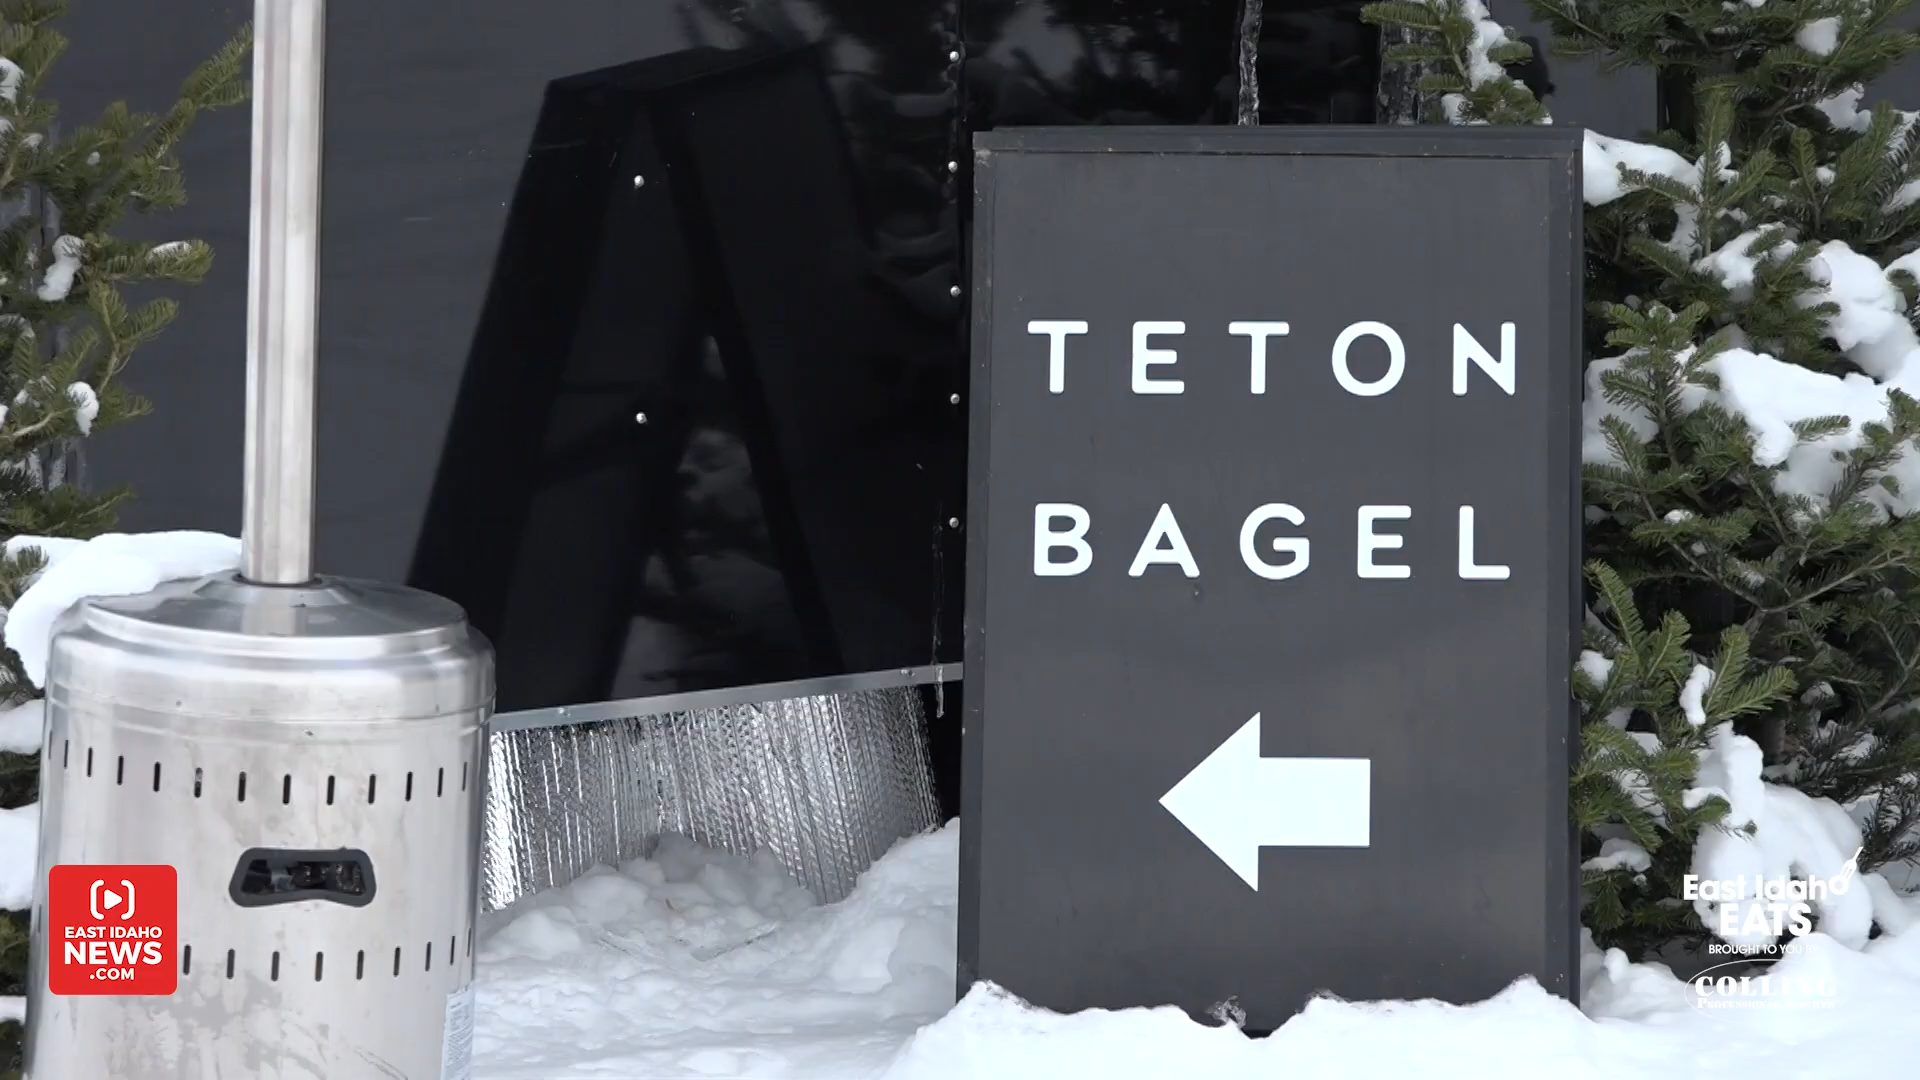 TETON
BAGEL
EAST IDAHO
NEWS
.COM
East Idaho
EATS
BROUGHT TO YOU BY